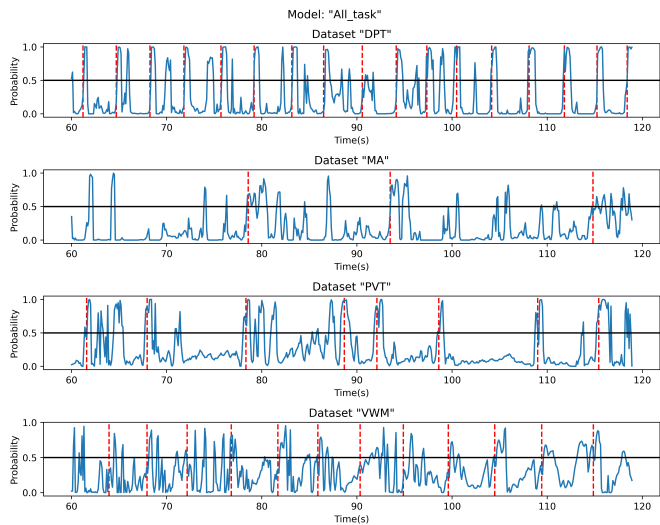 Model: "All_task"
Dataset "DPT"
Probability
1.0
0.5
0.0
60 70 80 90 100 110 120
Time(s)
Dataset "MA"
Probability
1.0
0.5
0.0
60 70 80 90 100 110 120
Time(s)
Dataset "PVT"
Probability
1.0
0.5
0.0
60 70 80 90 100 110 120
Time(s)
Dataset "VWM"
Probability
1.0
0.5
0.0
60 70 80 90 100 110 120
Time(s)